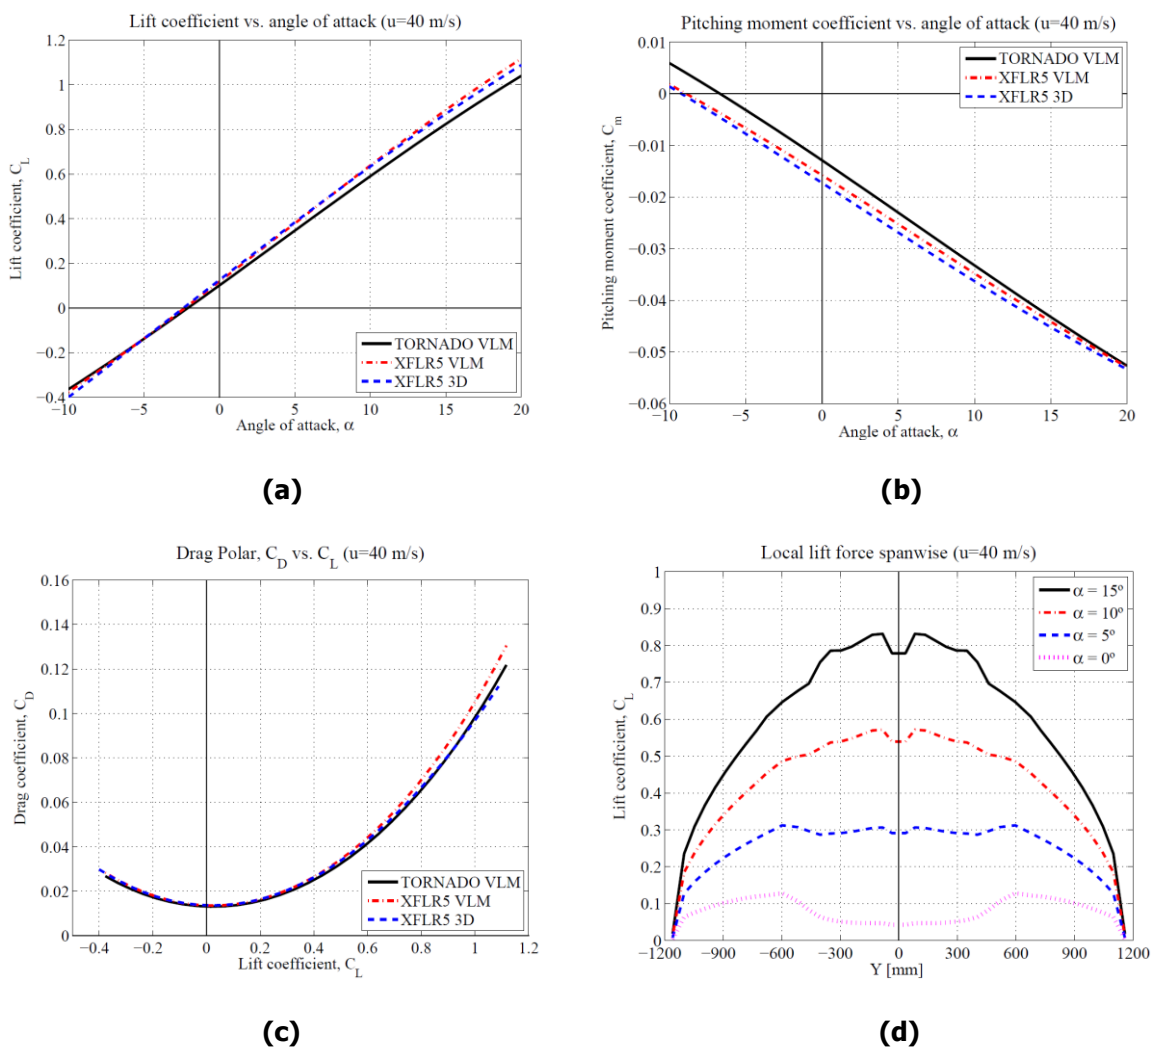 Lift coefficient vs. angle of attack (u=40 m/s)
1.2
1
0.8
0.6
0.4
0.2
0
−0.2
−0.4
Lift coefficient, C_L
TORNADO VLM
XFLR5 VLM
XFLR5 3D
−10 −5 0 5 10 15 20
Angle of attack, α
(a)
Pitching moment coefficient vs. angle of attack (u=40 m/s)
0.01
0
−0.01
−0.02
−0.03
−0.04
−0.05
−0.06
Pitching moment coefficient, C_m
TORNADO VLM
XFLR5 VLM
XFLR5 3D
−10 −5 0 5 10 15 20
Angle of attack, α
(b)
Drag Polar, C_D vs. C_L (u=40 m/s)
0.16
0.14
0.12
0.1
0.08
0.06
0.04
0.02
0
Drag coefficient, C_D
TORNADO VLM
XFLR5 VLM
XFLR5 3D
−0.4 −0.2 0 0.2 0.4 0.6 0.8 1 1.2
Lift coefficient, C_L
(c)
Local lift force spanwise (u=40 m/s)
1
0.9
0.8
0.7
0.6
0.5
0.4
0.3
0.2
0.1
0
Lift ceofficient, C_L
α = 15º
α = 10º
α = 5º
α = 0º
−1200 −900 −600 −300 0 300 600 900 1200
Y [mm]
(d)